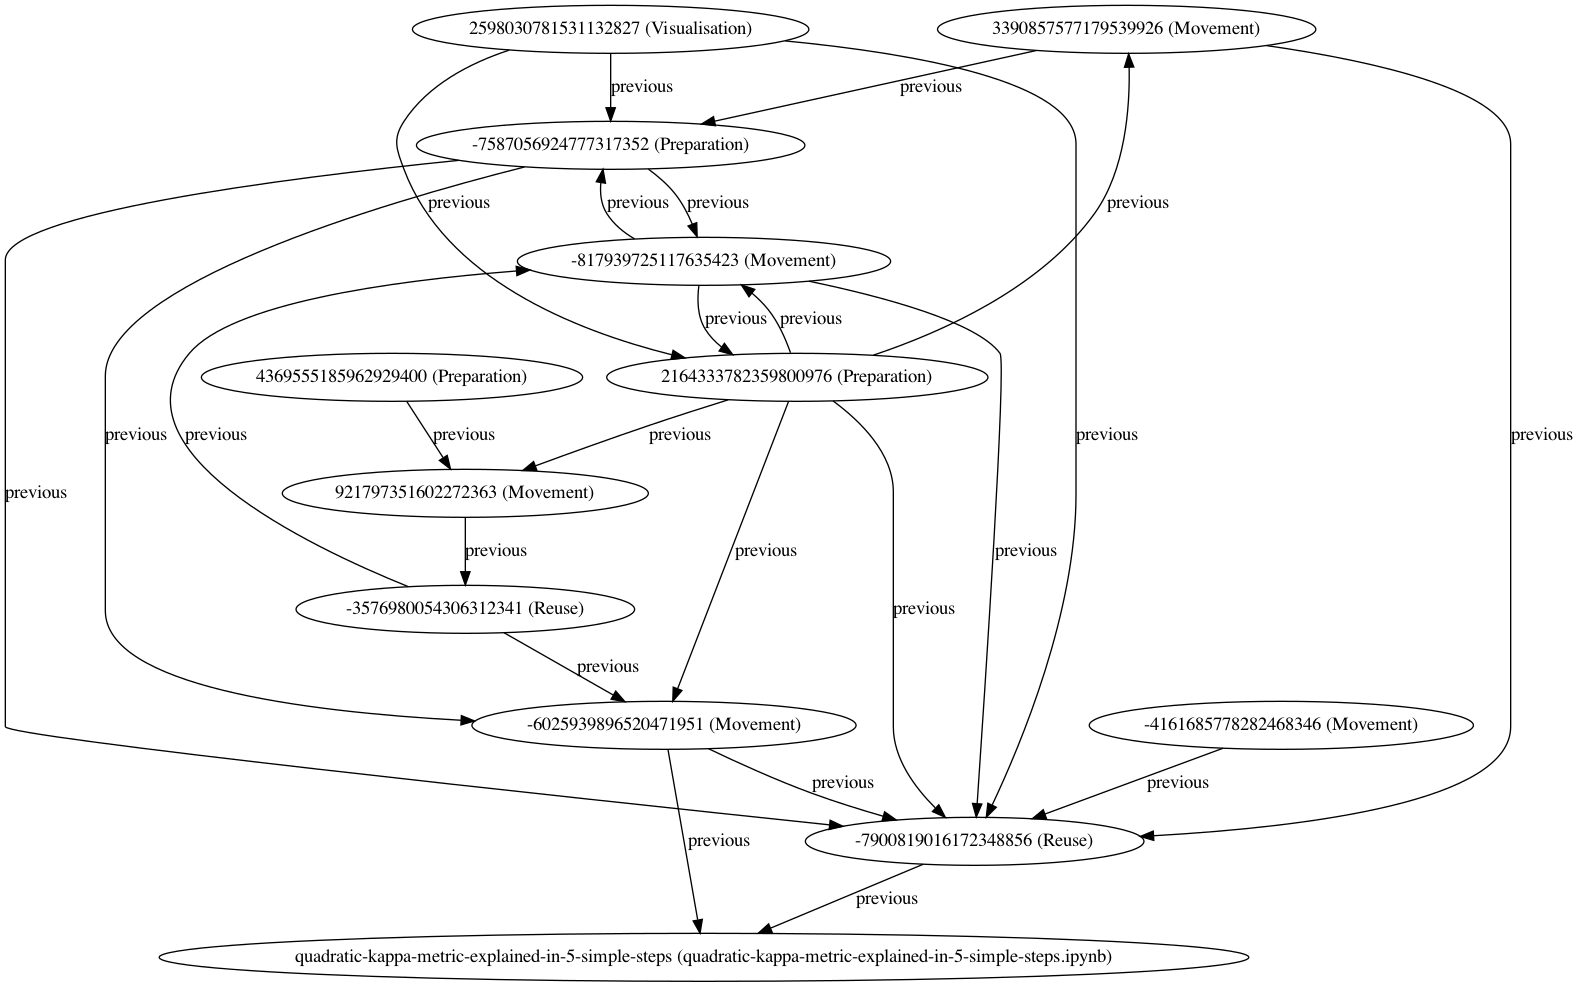 2598030781531132827 (Visualisation)
3390857577179539926 (Movement)
previous
previous
-7587056924777317352 (Preparation)
previous
previous
previous
previous
-817939725117635423 (Movement)
previous
previous
4369555185962929400 (Preparation)
2164333782359800976 (Preparation)
previous
previous
previous
previous
previous
previous
previous
921797351602272363 (Movement)
previous
previous
previous
-3576980054306312341 (Reuse)
previous
previous
-6025939896520471951 (Movement)
-4161685778282468346 (Movement)
previous
previous
previous
-7900819016172348856 (Reuse)
previous
quadratic-kappa-metric-explained-in-5-simple-steps (quadratic-kappa-metric-explained-in-5-simple-steps.ipynb)